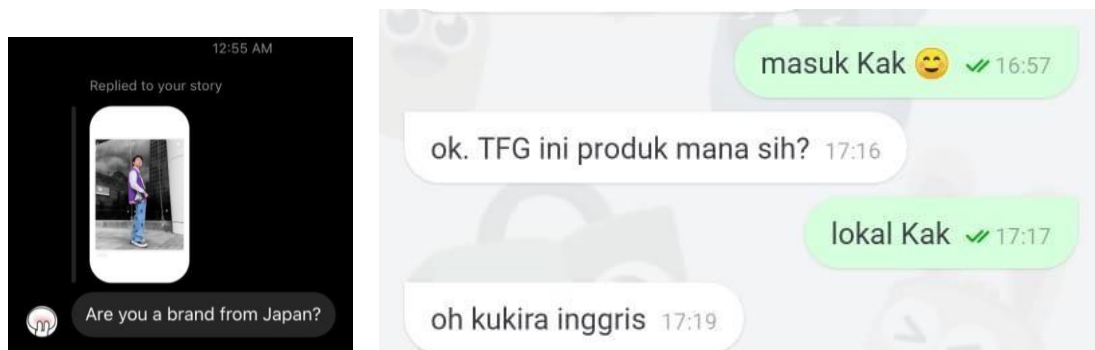 12:55 AM
Replied to your story
Are you a brand from Japan?
masuk Kak 😊 16:57
ok. TFG ini produk mana sih? 17:16
lokal Kak 17:17
oh kukira inggris 17:19